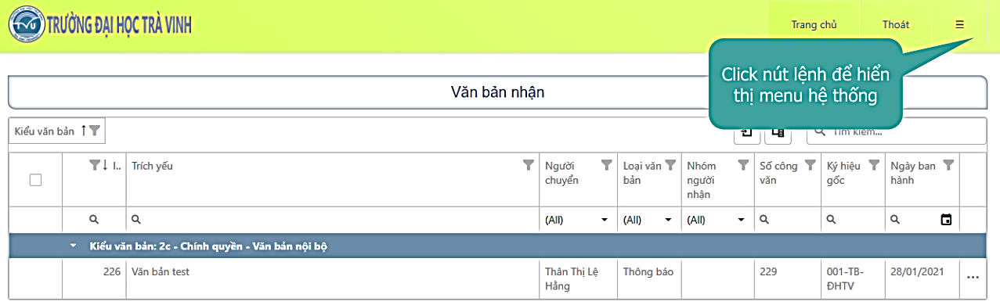 TVU
TRƯỜNG ĐẠI HỌC TRÀ VINH
Trang chủ
Thoát
Click nút lệnh để hiển
thị menu hệ thống
Văn bản nhận
Kiểu văn bản
Tìm kiếm...
I..
Trích yếu
Người
chuyển
Loại văn
bản
Nhóm
người
nhận
Số công
văn
Ký hiệu
gốc
Ngày ban
hành
(All)
(All)
(All)
Kiểu văn bản: 2c - Chính quyền - Văn bản nội bộ
226
Văn bản test
Thân Thị Lệ
Hằng
Thông báo
229
001-TB-
ĐHTV
28/01/2021
...